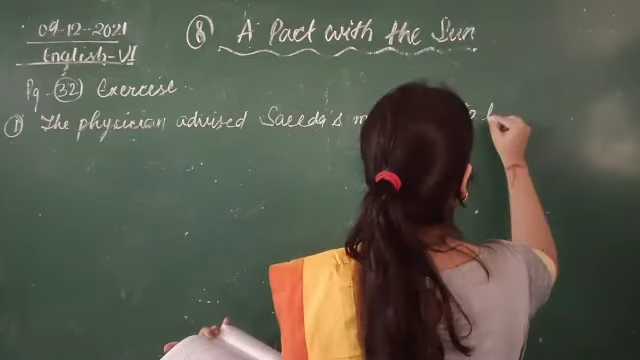 09-12-2021
English-VI
⑧ A Pact with the Sun
Pg (32) Exercise
① The physician advised Saeeda's m